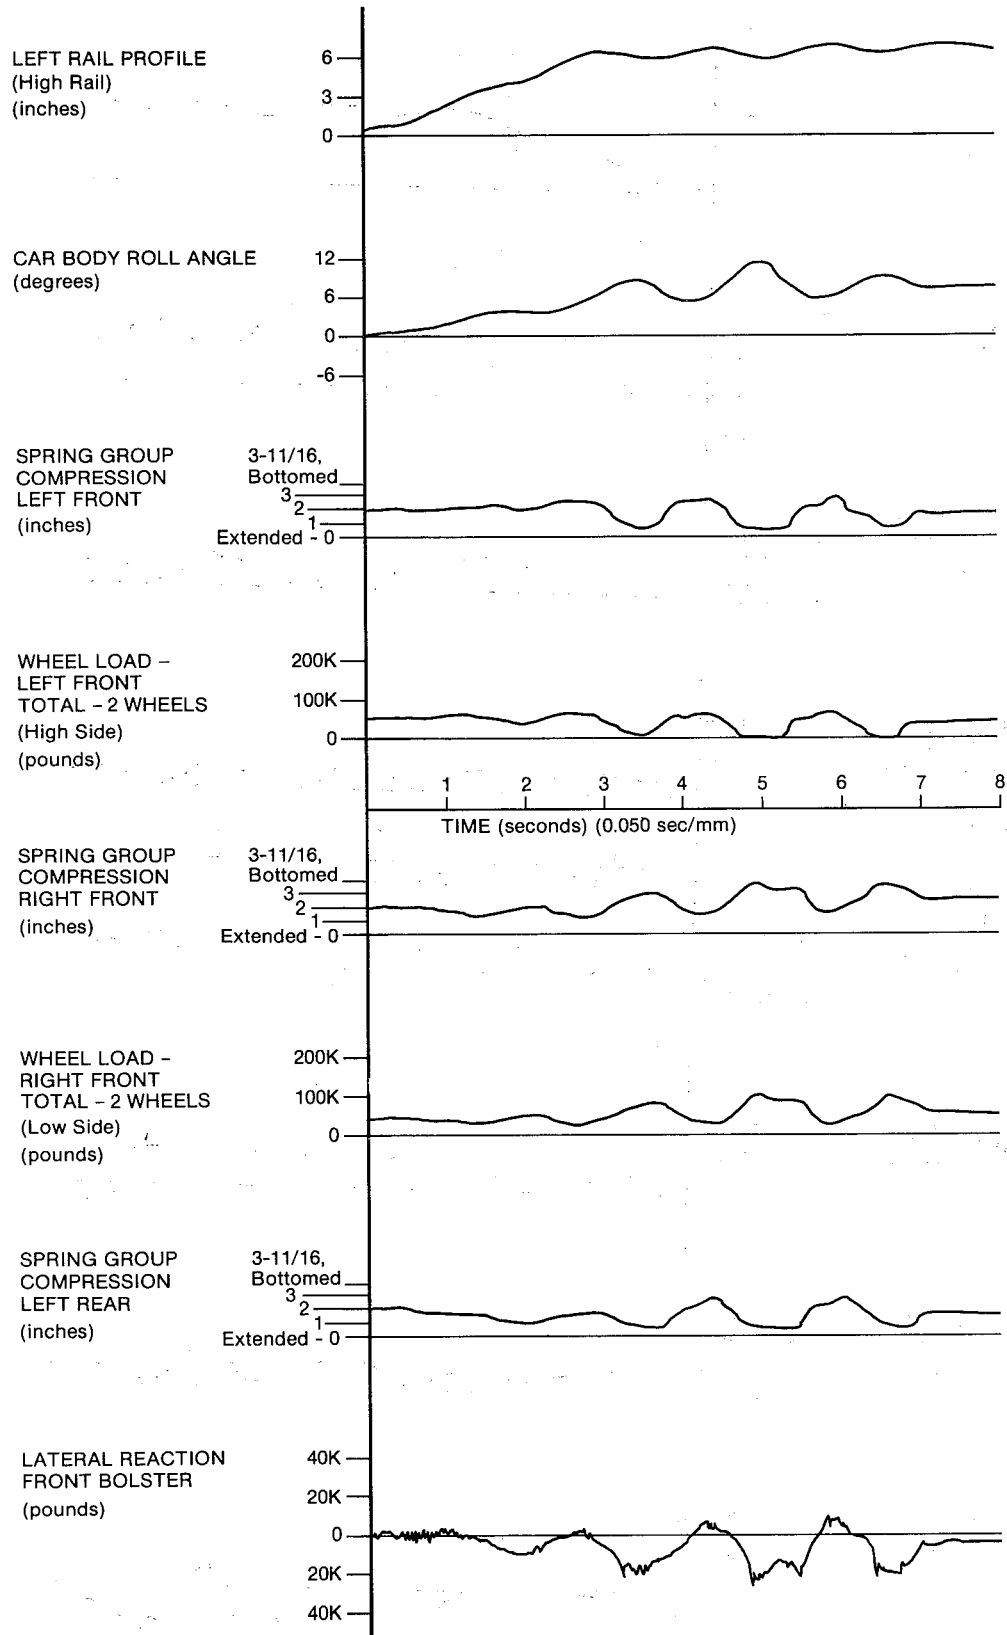 LEFT RAIL PROFILE
(High Rail)
(inches)
6
3
0
CAR BODY ROLL ANGLE
(degrees)
12
6
0
-6
SPRING GROUP
COMPRESSION
LEFT FRONT
(inches)
3-11/16,
Bottomed
3
2
1
Extended - 0
WHEEL LOAD –
LEFT FRONT
TOTAL – 2 WHEELS
(High Side)
(pounds)
200K
100K
0
1 2 3 4 5 6 7 8
TIME (seconds) (0.050 sec/mm)
SPRING GROUP
COMPRESSION
RIGHT FRONT
(inches)
3-11/16,
Bottomed
3
2
1
Extended - 0
WHEEL LOAD –
RIGHT FRONT
TOTAL – 2 WHEELS
(Low Side)
(pounds)
200K
100K
0
SPRING GROUP
COMPRESSION
LEFT REAR
(inches)
3-11/16,
Bottomed
3
2
1
Extended - 0
LATERAL REACTION
FRONT BOLSTER
(pounds)
40K
20K
0
20K
40K